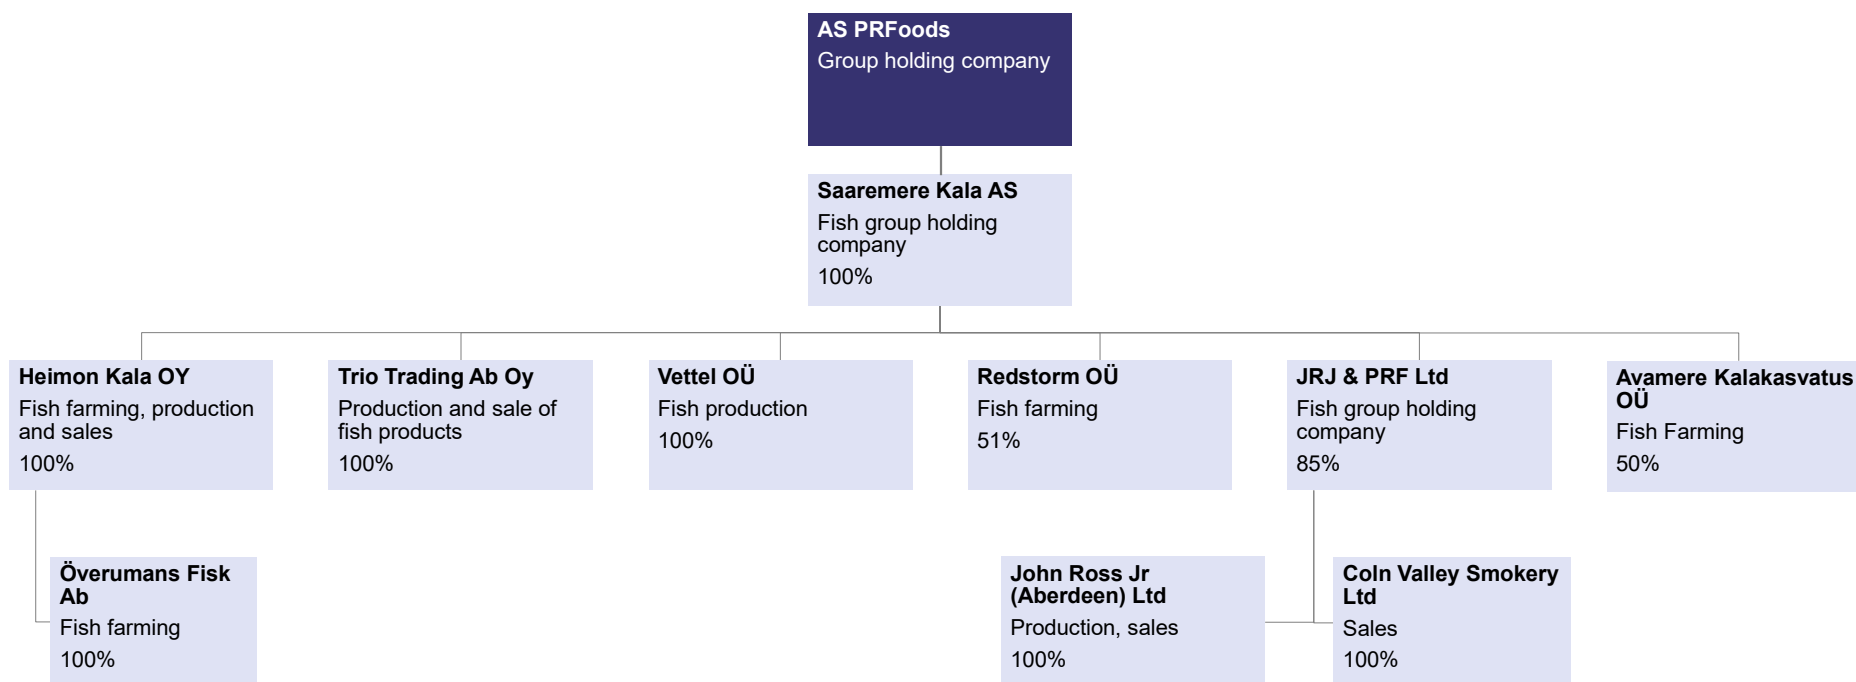 AS PRFoods
Group holding company
Saaremere Kala AS
Fish group holding
company
100%
Heimon Kala OY
Fish farming, production
and sales
100%
Trio Trading Ab Oy
Production and sale of
fish products
100%
Vettel OÜ
Fish production
100%
Redstorm OÜ
Fish farming
51%
JRJ & PRF Ltd
Fish group holding
company
85%
Avamere Kalakasvatus
OÜ
Fish Farming
50%
Överumans Fisk
Ab
Fish farming
100%
John Ross Jr
(Aberdeen) Ltd
Production, sales
100%
Coln Valley Smokery
Ltd
Sales
100%